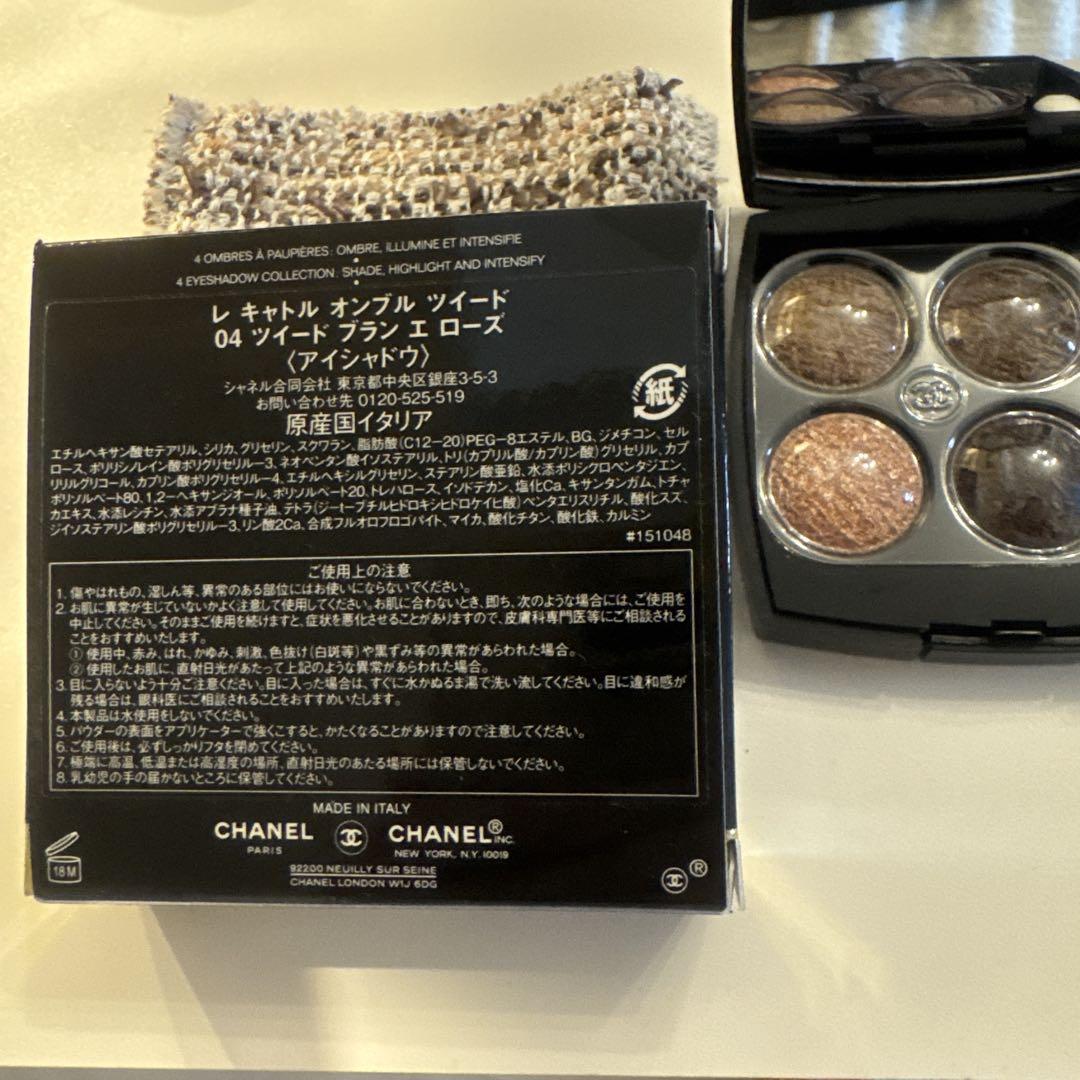 4 OMBRES À PAUPIÈRES: OMBRE, ILLUMINE ET INTENSIFIE
4 EYESHADOW COLLECTION: SHADE, HIGHLIGHT AND INTENSIFY
レ キャトル オンブル ツイード
04 ツイード ブラン エ ローズ
〈アイシャドウ〉
シャネル合同会社 東京都中央区銀座3-5-3
お問い合わせ先 0120-525-519
原産国イタリア
紙
エチルヘキサン酸セテアリル、シリカ、グリセリン、スクワラン、脂肪酸(C12-20)PEG-8エステル、BG、ジメチコン、セル
ロース、ポリリシノレイン酸ポリグリセリル-3、ネオペンタン酸イソステアリル、トリ(カプリル酸/カプリン酸)グリセリル、カプ
リリルグリコール、カプリン酸ポリグリセリル-4、エチルヘキシルグリセリン、ステアリン酸亜鉛、水添ポリシクロペンタジエン、
ポリソルベート80、1,2-ヘキサンジオール、ポリソルベート20、トレハロース、イソドデカン、塩化Ca、キサンタンガム、トチャ
カエキス、水添レシチン、水添アブラナ種子油、テトラ(ジ-t-ブチルヒドロキシヒドロケイヒ酸)ペンタエリスリチル、酸化スズ、
ジイソステアリン酸ポリグリセリル-3、リン酸2Ca、合成フルオロフロゴパイト、マイカ、酸化チタン、酸化鉄、カルミン
#151048
ご使用上の注意
1. 傷やはれもの、湿しん等、異常のある部位にはお使いにならないでください。
2. お肌に異常が生じていないかよく注意して使用してください。お肌に合わないとき、即ち、次のような場合には、ご使用を
中止してください。そのままご使用を続けますと、症状を悪化させることがありますので、皮膚科専門医等にご相談される
ことをおすすめいたします。
① 使用中、赤み、はれ、かゆみ、刺激、色抜け(白斑等)や黒ずみ等の異常があらわれた場合。
② 使用したお肌に、直射日光があたって上記のような異常があらわれた場合。
3. 目に入らないよう十分ご注意ください。目に入った場合は、すぐに水かぬるま湯で洗い流してください。目に違和感が
残る場合は、眼科医にご相談されることをおすすめいたします。
4. 本製品は水使用をしないでください。
5. パウダーの表面をアプリケーターで強くこすると、かたくなることがありますので注意してください。
6. ご使用後は、必ずしっかりフタを閉めてください。
7. 極端に高温、低温または高湿度の場所、直射日光のあたる場所には保管しないでください。
8. 乳幼児の手の届かないところに保管してください。
MADE IN ITALY
CHANEL CHANEL® INC.
PARIS NEW YORK, N.Y. 10019
92200 NEUILLY SUR SEINE
CHANEL LONDON W1J 6DG
18M
®